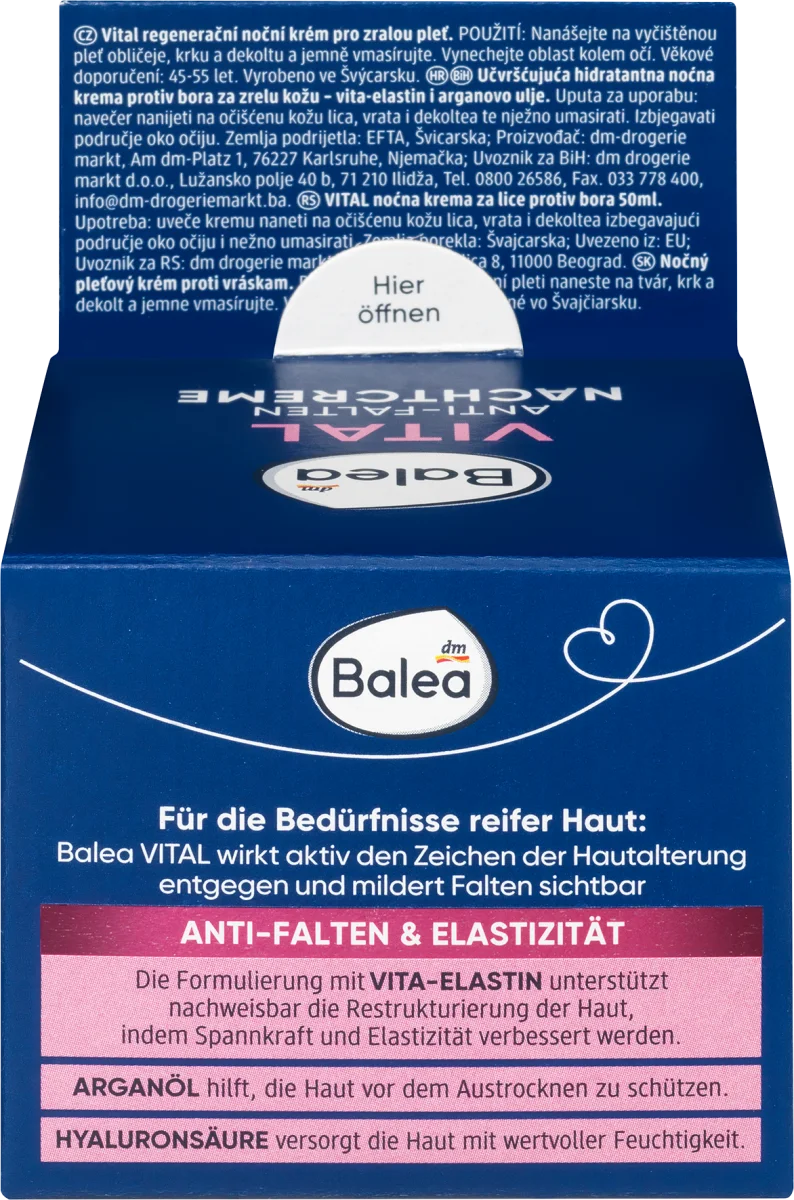 CZ Vital regenerační noční krém pro zralou pleť. POUŽITÍ: Nanášejte na vyčištěnou
pleť obličeje, krku a dekoltu a jemně vmasírujte. Vynechejte oblast kolem očí. Věkové
doporučení: 45-55 let. Vyrobeno ve Švýcarsku. HR BiH Učvršćujuća hidratantna noćna
krema protiv bora za zrelu kožu – vita-elastin i arganovo ulje. Uputa za uporabu:
navečer nanijeti na očišćenu kožu lica, vrata i dekoltea te nježno umasirati. Izbjegavati
područje oko očiju. Zemlja podrijetla: EFTA, Švicarska; Proizvođač: dm-drogerie
markt, Am dm-Platz 1, 76227 Karlsruhe, Njemačka; Uvoznik za BiH: dm drogerie
markt d.o.o., Lužansko polje 40 b, 71 210 Ilidža, Tel. 0800 26586, Fax. 033 778 400,
info@dm-drogeriemarkt.ba. RS VITAL noćna krema za lice protiv bora 50ml.
Upotreba: uveče kremu naneti na očišćenu kožu lica, vrata i dekoltea izbegavajući
područje oko očiju i nežno umasirati. Zemlja porekla: Švajcarska; Uvezeno iz: EU;
Uvoznik za RS: dm drogerie 8, 11000 Beograd. SK Nočný
pleťový krém proti vráskam. pleti naneste na tvár, krk a
dekolt a jemne vmasírujte. vo Švajčiarsku.
Hier
öffnen
NACHTCREME
ANTI-FALTEN
VITAL
Balea
dm
dm
Balea
Für die Bedürfnisse reifer Haut:
Balea VITAL wirkt aktiv den Zeichen der Hautalterung
entgegen und mildert Falten sichtbar
ANTI-FALTEN & ELASTIZITÄT
Die Formulierung mit VITA-ELASTIN unterstützt
nachweisbar die Restrukturierung der Haut,
indem Spannkraft und Elastizität verbessert werden.
ARGANÖL hilft, die Haut vor dem Austrocknen zu schützen.
HYALURONSÄURE versorgt die Haut mit wertvoller Feuchtigkeit.